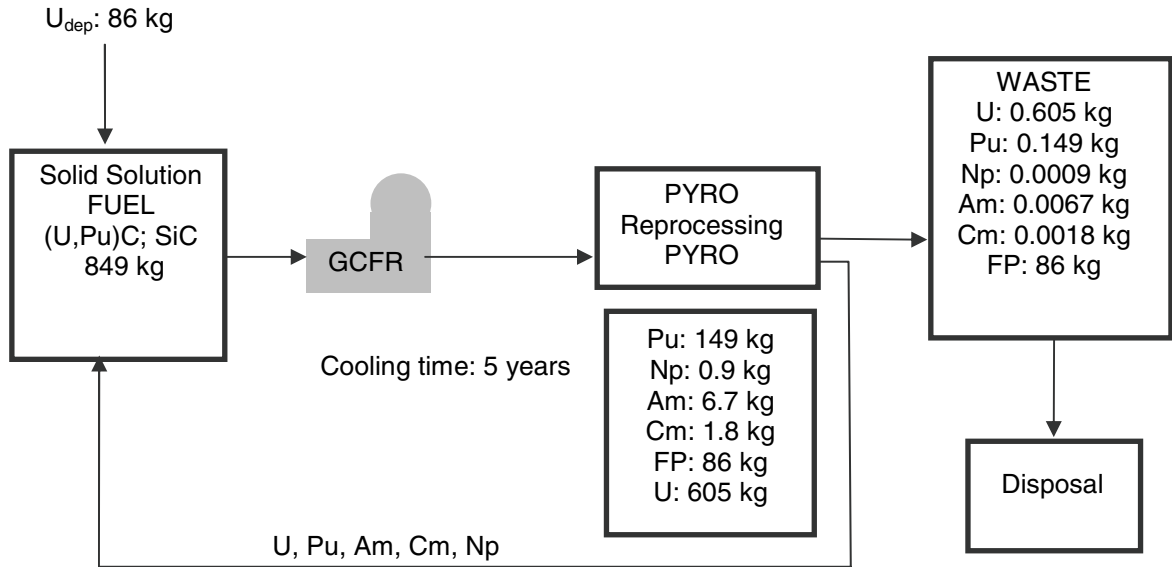 U_dep: 86 kg
Solid Solution
FUEL
(U,Pu)C; SiC
849 kg
GCFR
Cooling time: 5 years
PYRO
Reprocessing
PYRO
Pu: 149 kg
Np: 0.9 kg
Am: 6.7 kg
Cm: 1.8 kg
FP: 86 kg
U: 605 kg
WASTE
U: 0.605 kg
Pu: 0.149 kg
Np: 0.0009 kg
Am: 0.0067 kg
Cm: 0.0018 kg
FP: 86 kg
Disposal
U, Pu, Am, Cm, Np